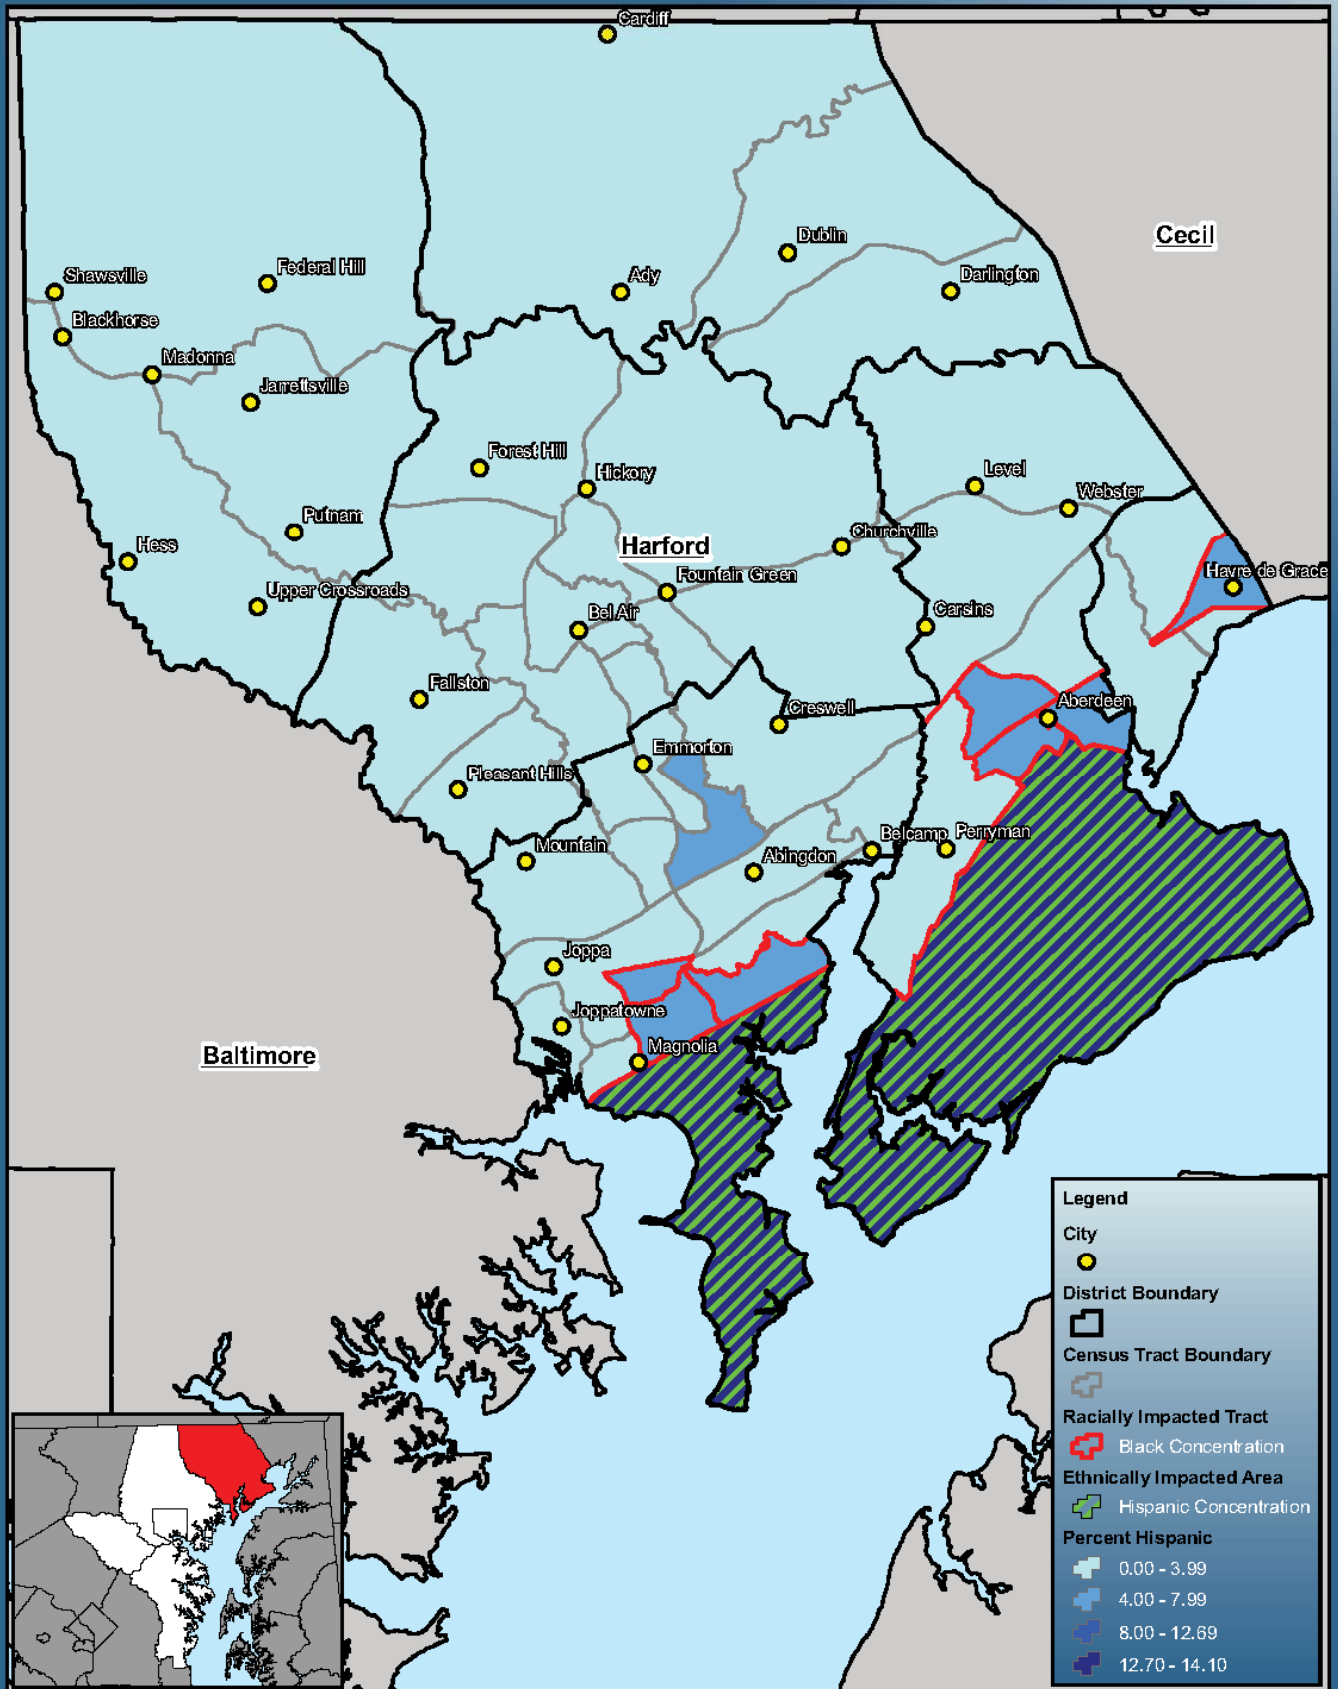 Cardiff
Cecil
Dublin
Shawsville
Federal Hill
Ady
Darlington
Blackhorse
Madonna
Jarrettsville
Forest Hill
Hickory
Level
Webster
Putnam
Harford
Churchville
Hess
Fountain Green
Havre de Grace
Upper Crossroads
Bel Air
Carsins
Fallston
Creswell
Aberdeen
Emmorton
Pleasant Hills
Mountain
Abingdon
Belcamp
Perryman
Joppa
Joppatowne
Baltimore
Magnolia
Legend
City
District Boundary
Census Tract Boundary
Racially Impacted Tract
Black Concentration
Ethnically Impacted Area
Hispanic Concentration
Percent Hispanic
0.00 - 3.99
4.00 - 7.99
8.00 - 12.69
12.70 - 14.10